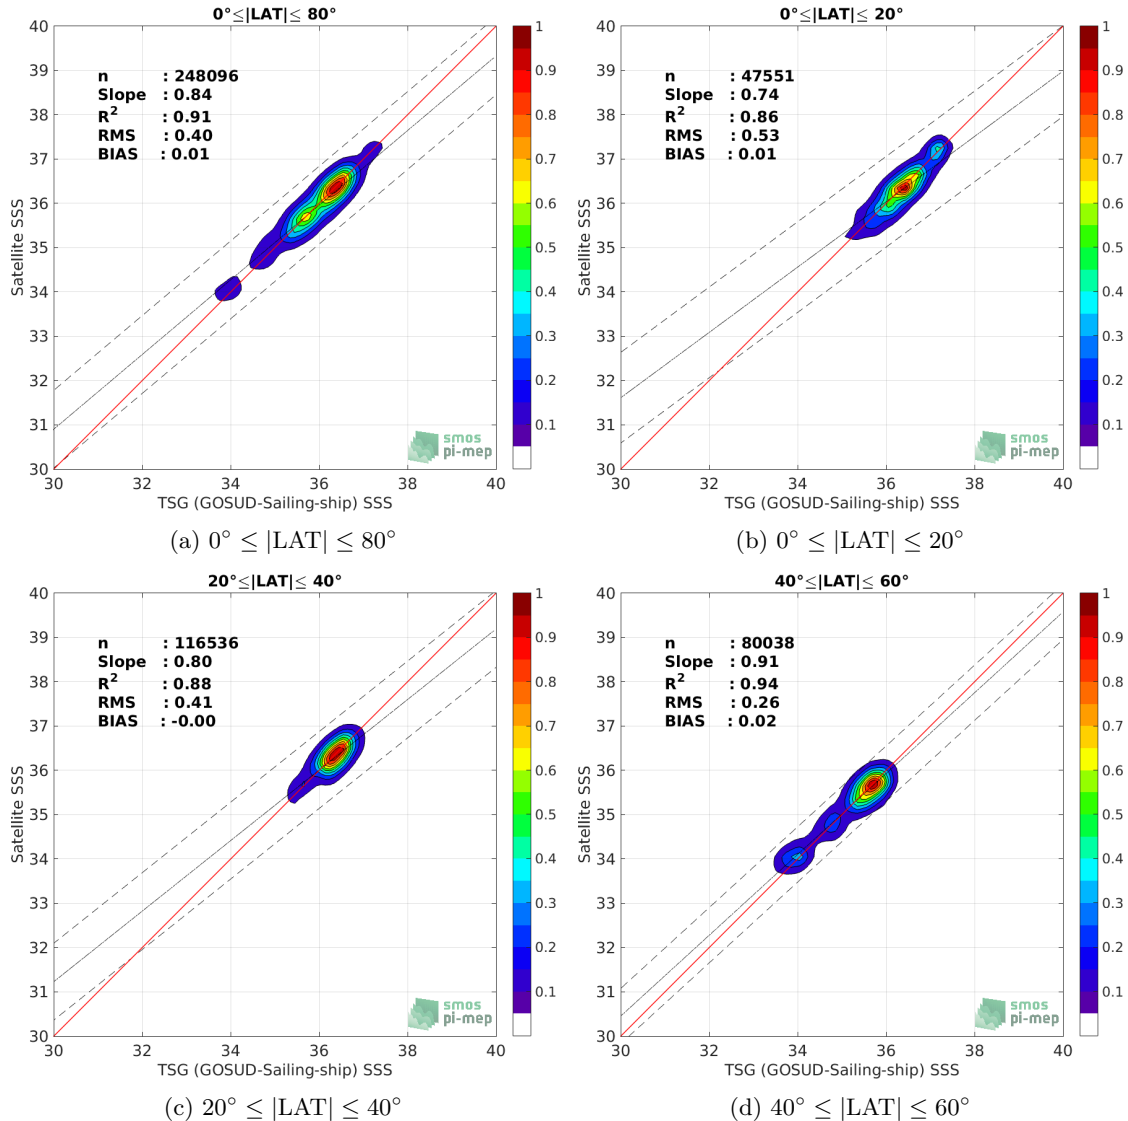 0°≤|LAT|≤ 80°
40
39
38
37
36
35
34
33
32
31
30
Satellite SSS
n : 248096
Slope : 0.84
R² : 0.91
RMS : 0.40
BIAS : 0.01
1
0.9
0.8
0.7
0.6
0.5
0.4
0.3
0.2
0.1
smos
pi-mep
30 32 34 36 38 40
TSG (GOSUD-Sailing-ship) SSS
(a) 0° ≤ |LAT| ≤ 80°
0°≤|LAT|≤ 20°
40
39
38
37
36
35
34
33
32
31
30
Satellite SSS
n : 47551
Slope : 0.74
R² : 0.86
RMS : 0.53
BIAS : 0.01
1
0.9
0.8
0.7
0.6
0.5
0.4
0.3
0.2
0.1
smos
pi-mep
30 32 34 36 38 40
TSG (GOSUD-Sailing-ship) SSS
(b) 0° ≤ |LAT| ≤ 20°
20°≤|LAT|≤ 40°
40
39
38
37
36
35
34
33
32
31
30
Satellite SSS
n : 116536
Slope : 0.80
R² : 0.88
RMS : 0.41
BIAS : -0.00
1
0.9
0.8
0.7
0.6
0.5
0.4
0.3
0.2
0.1
smos
pi-mep
30 32 34 36 38 40
TSG (GOSUD-Sailing-ship) SSS
(c) 20° ≤ |LAT| ≤ 40°
40°≤|LAT|≤ 60°
40
39
38
37
36
35
34
33
32
31
30
Satellite SSS
n : 80038
Slope : 0.91
R² : 0.94
RMS : 0.26
BIAS : 0.02
1
0.9
0.8
0.7
0.6
0.5
0.4
0.3
0.2
0.1
smos
pi-mep
30 32 34 36 38 40
TSG (GOSUD-Sailing-ship) SSS
(d) 40° ≤ |LAT| ≤ 60°